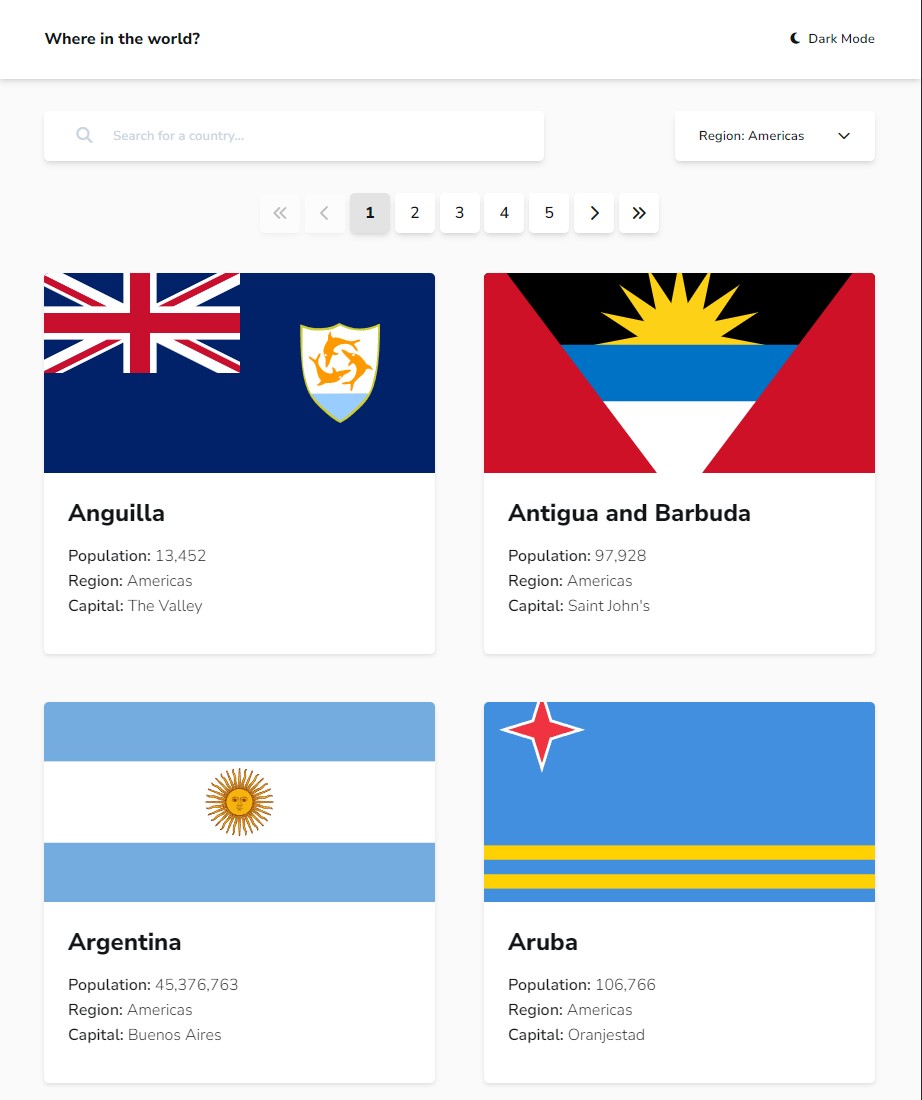 Where in the world?
Dark Mode
Search for a country...
Region: Americas
1 2 3 4 5
Anguilla
Population: 13,452
Region: Americas
Capital: The Valley
Antigua and Barbuda
Population: 97,928
Region: Americas
Capital: Saint John's
Argentina
Population: 45,376,763
Region: Americas
Capital: Buenos Aires
Aruba
Population: 106,766
Region: Americas
Capital: Oranjestad